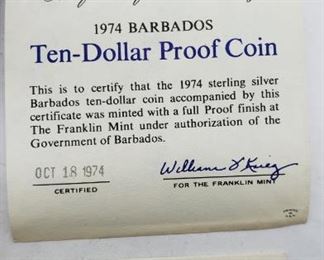 1974 BARBADOS
Ten-Dollar Proof Coin
This is to certify that the 1974 sterling silver
Barbados ten-dollar coin accompanied by this
certificate was minted with a full Proof finish at
The Franklin Mint under authorization of the
Government of Barbados.
OCT 18 1974
CERTIFIED
FOR THE FRANKLIN MINT